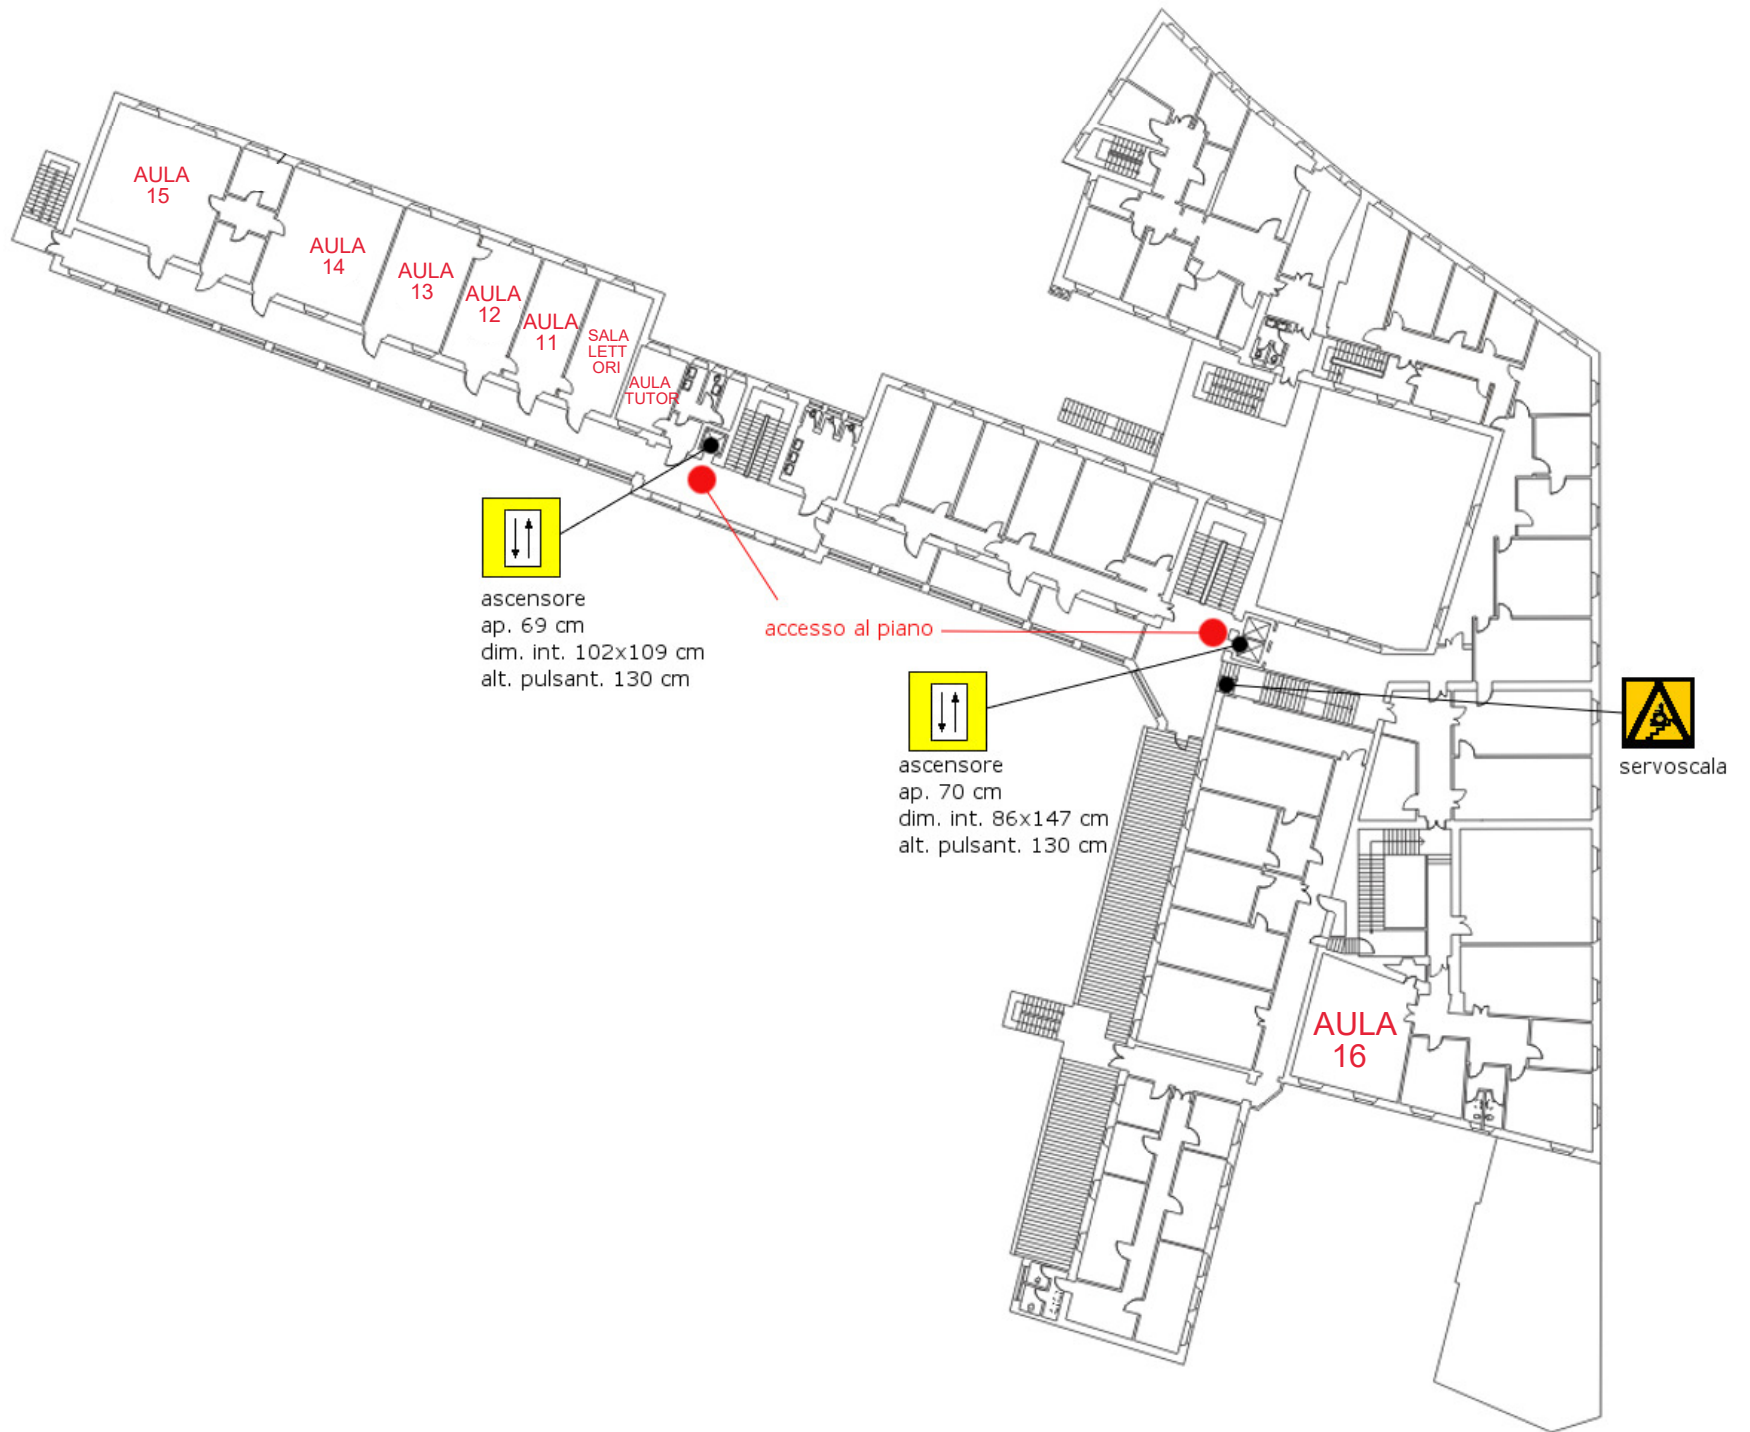 AULA
15
AULA
14
AULA
13
AULA
12
AULA
11
SALA
LETT
ORI
AULA
TUTOR
ascensore
ap. 69 cm
dim. int. 102x109 cm
alt. pulsant. 130 cm
accesso al piano
ascensore
ap. 70 cm
dim. int. 86x147 cm
alt. pulsant. 130 cm
servoscala
AULA
16